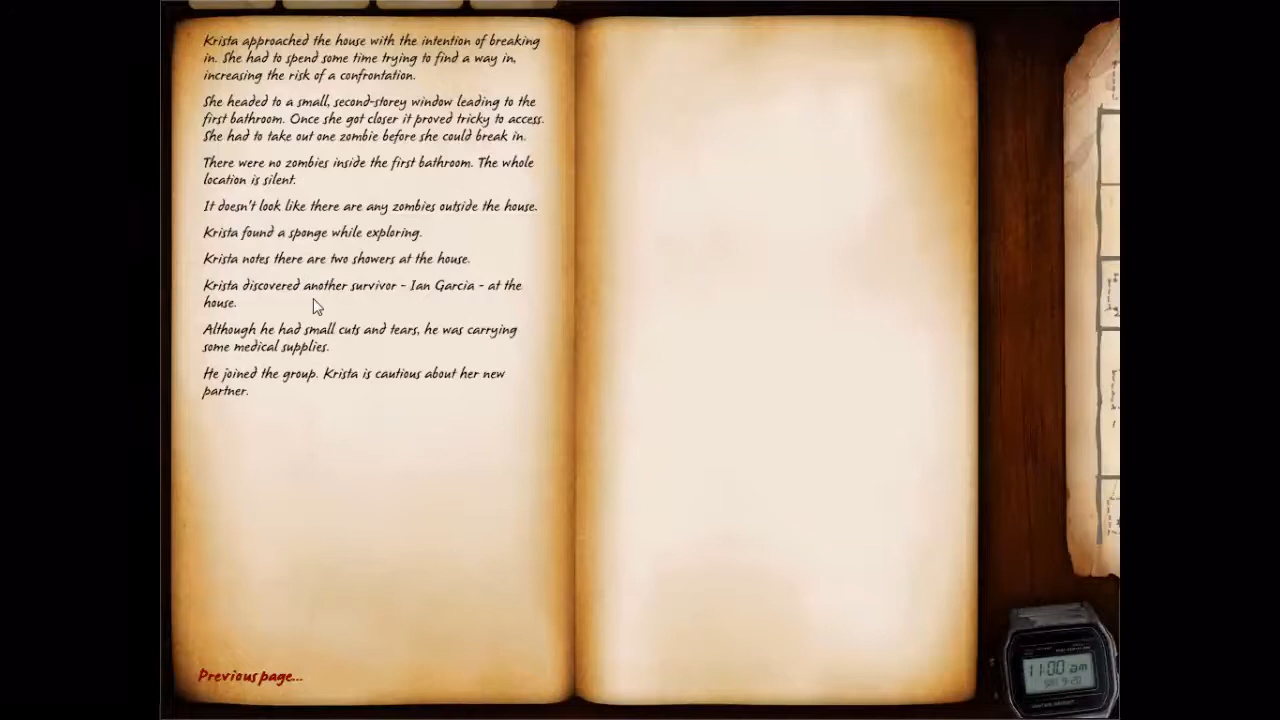 Krista approached the house with the intention of breaking
in. She had to spend some time trying to find a way in,
increasing the risk of a confrontation.
She headed to a small, second-storey window leading to the
first bathroom. Once she got closer it proved tricky to access.
She had to take out one zombie before she could break in.
There were no zombies inside the first bathroom. The whole
location is silent.
It doesn't look like there are any zombies outside the house.
Krista found a sponge while exploring.
Krista notes there are two showers at the house.
Krista discovered another survivor - Ian Garcia - at the
house.
Although he had small cuts and tears, he was carrying
some medical supplies.
He joined the group. Krista is cautious about her new
partner.
Previous page...
11:00 am